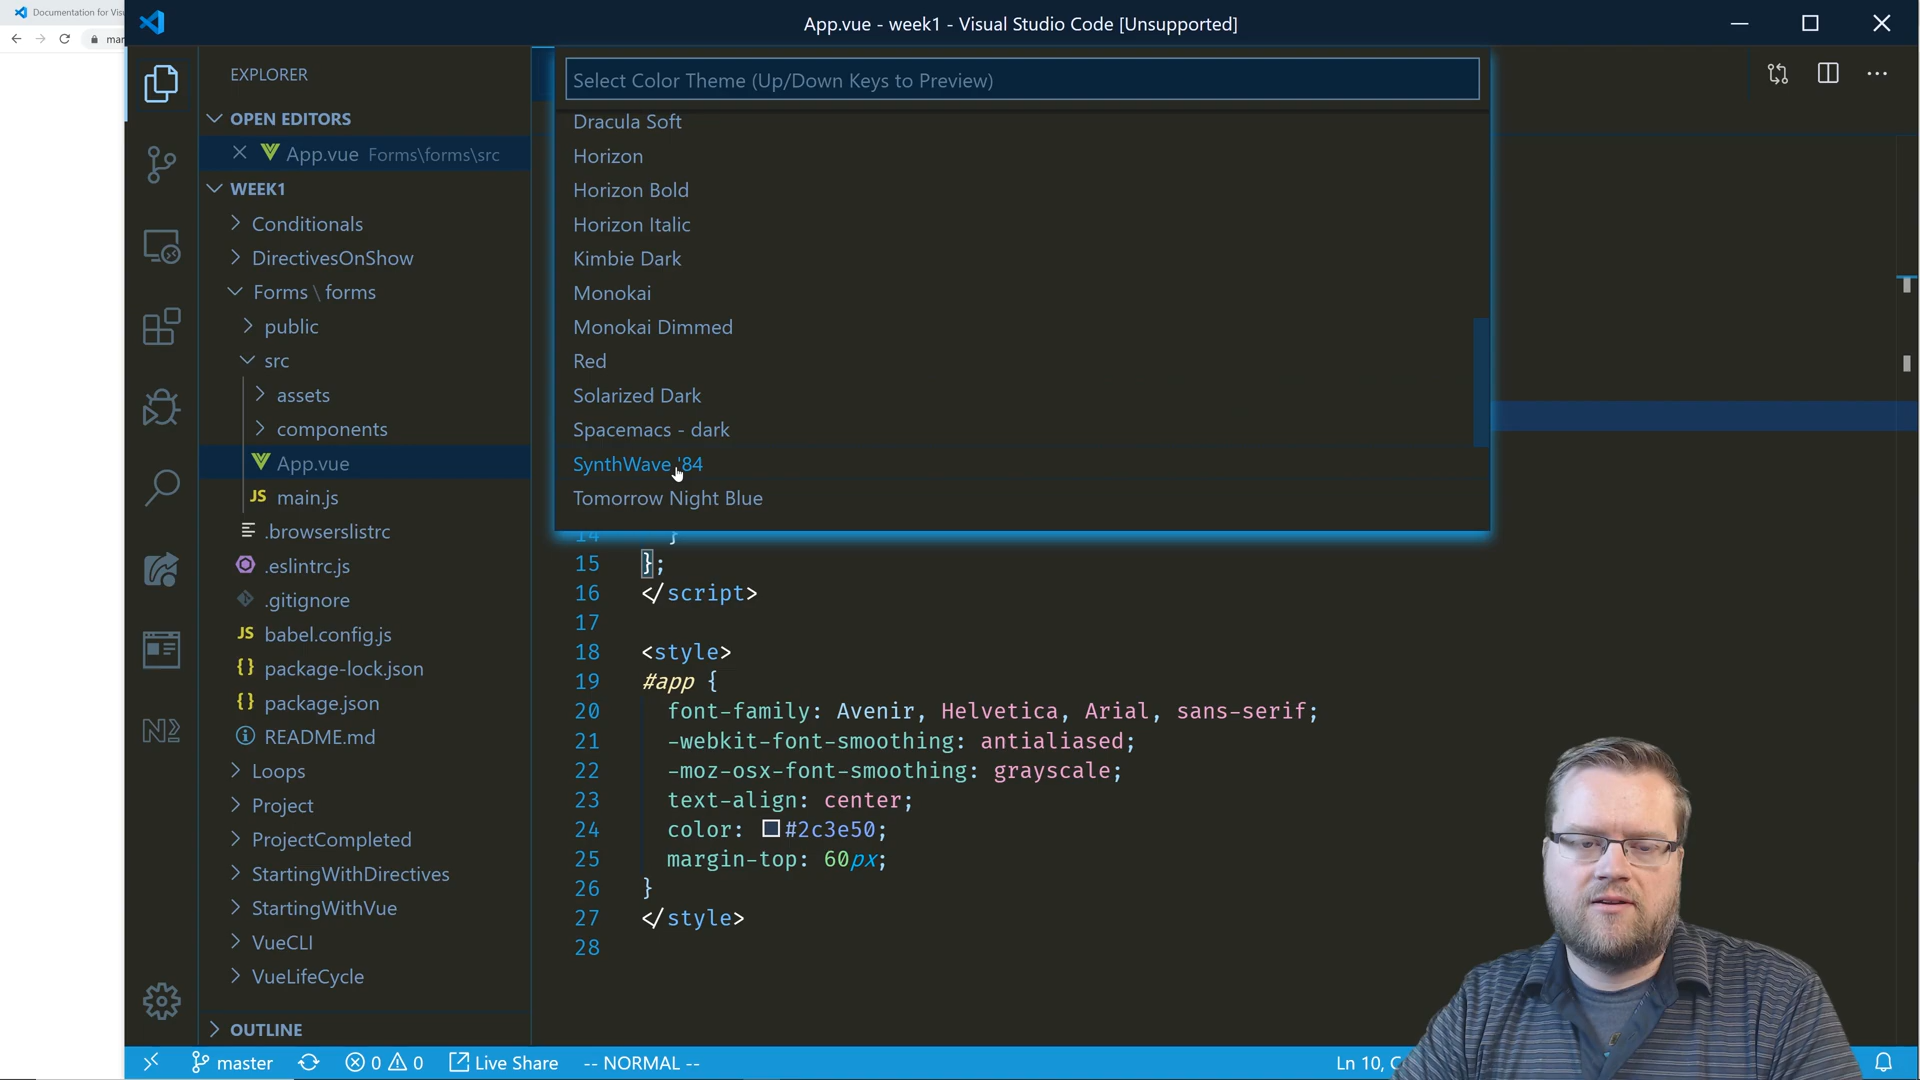 Documentation for Vis
mar
App.vue - week1 - Visual Studio Code [Unsupported]
EXPLORER
OPEN EDITORS
App.vue Forms\forms\src
WEEK1
Conditionals
DirectivesOnShow
Forms \ forms
public
src
assets
components
App.vue
JS main.js
.browserslistrc
.eslintrc.js
.gitignore
JS babel.config.js
{} package-lock.json
{} package.json
README.md
Loops
Project
ProjectCompleted
StartingWithDirectives
StartingWithVue
VueCLI
VueLifeCycle
OUTLINE
Select Color Theme (Up/Down Keys to Preview)
Dracula Soft
Horizon
Horizon Bold
Horizon Italic
Kimbie Dark
Monokai
Monokai Dimmed
Red
Solarized Dark
Spacemacs - dark
SynthWave '84
Tomorrow Night Blue
14 }
15 };
16 </script>
17
18 <style>
19 #app {
20 font-family: Avenir, Helvetica, Arial, sans-serif;
21 -webkit-font-smoothing: antialiased;
22 -moz-osx-font-smoothing: grayscale;
23 text-align: center;
24 color: #2c3e50;
25 margin-top: 60px;
26 }
27 </style>
28
master 0 0 Live Share -- NORMAL -- Ln 10, C